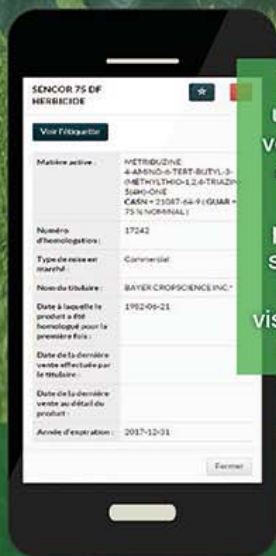 SENCOR 75 DF
HERBICIDE
Voir l'étiquette
Matière active :
MÉTRIBUZINE
4-AMINO-6-TERT-BUTYL-3-
(MÉTHYLTHIO-1,2,4-TRIAZIN-
5(4H)-ONE
CASN = 21087-64-9 ( GUAR =
75 % NOMINAL )
Numéro
d'homologation :
17242
Type de mise en
marché :
Commercial
Nom du titulaire :
BAYER CROPSCIENCE INC.*
Date à laquelle le
produit a été
homologué pour la
première fois :
1982-06-21
Date de la dernière
vente effectuée par
le titulaire :
Date de la dernière
vente au détail du
produit :
Année d'expiration :
2017-12-31
Fermer